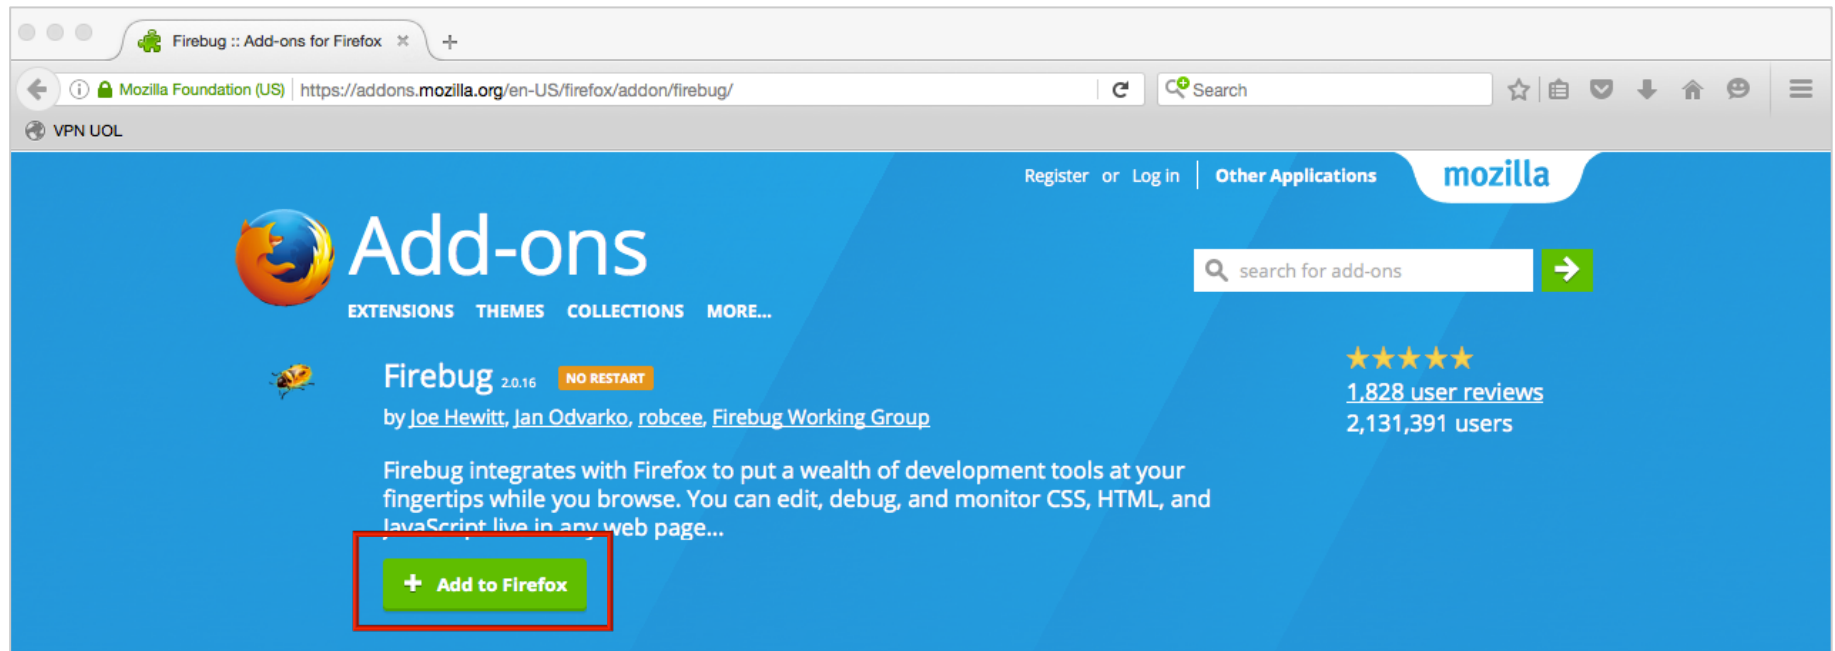 Firebug :: Add-ons for Firefox
Mozilla Foundation (US) https://addons.mozilla.org/en-US/firefox/addon/firebug/ Search
VPN UOL
Register or Log in Other Applications mozilla
Add-ons
search for add-ons
EXTENSIONS THEMES COLLECTIONS MORE...
Firebug 2.0.16 NO RESTART
by Joe Hewitt, Jan Odvarko, robcee, Firebug Working Group
1,828 user reviews
2,131,391 users
Firebug integrates with Firefox to put a wealth of development tools at your
fingertips while you browse. You can edit, debug, and monitor CSS, HTML, and
JavaScript live in any web page...
Add to Firefox